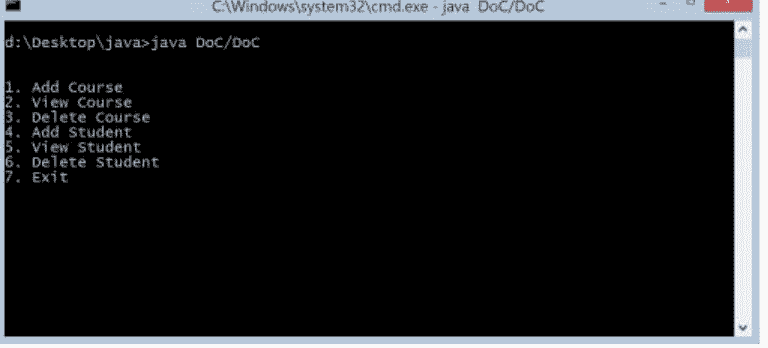 C:\Windows\system32\cmd.exe - java  DoC/DoC
d:\Desktop\java>java DoC/DoC
1. Add Course
2. View Course
3. Delete Course
4. Add Student
5. View Student
6. Delete Student
7. Exit